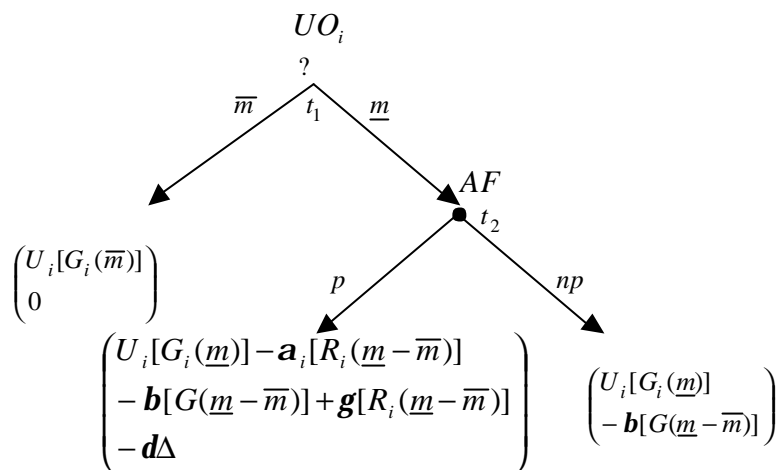 UO_i
?
m̅ t_1 m̲
AF
t_2
p np
U_i[G_i(m̅)]
0
U_i[G_i(m̲)] − a_i[R_i(m̲ − m̅)]
− b[G(m̲ − m̅)] + g[R_i(m̲ − m̅)]
− dΔ
U_i[G_i(m̲)]
− b[G(m̲ − m̅)]